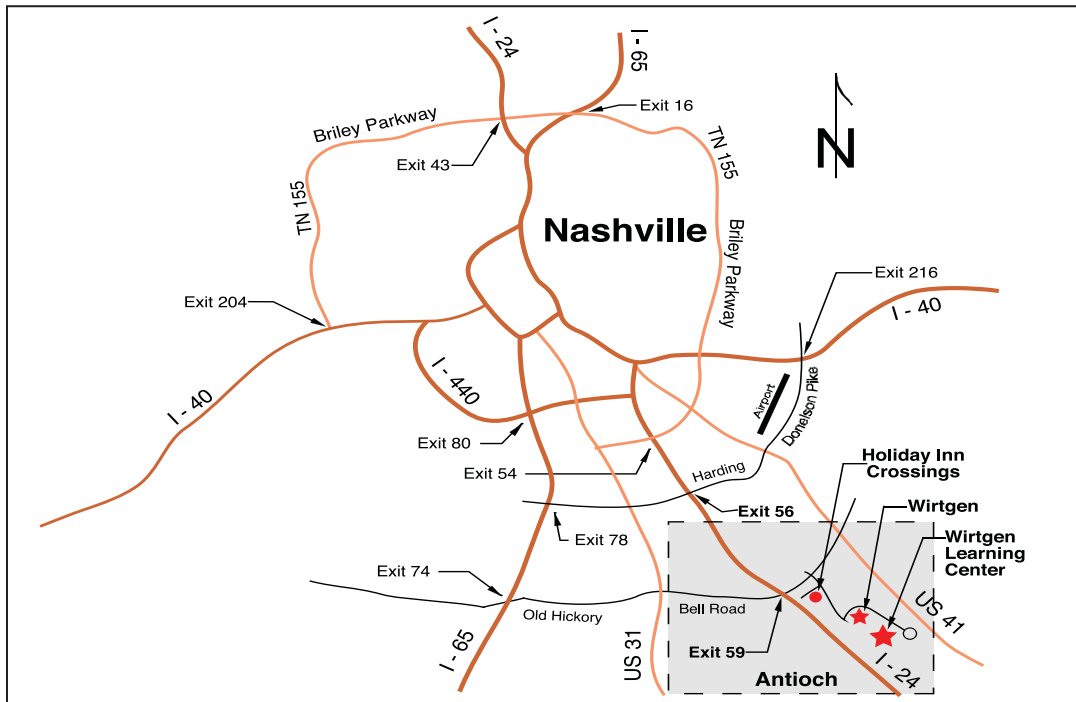 I - 24
I - 65
Exit 16
Briley Parkway
Exit 43
TN 155
N
TN 155
Nashville
Briley Parkway
Exit 216
Exit 204
I - 40
I - 440
Airport
Donelson Pike
I - 40
Exit 80
Exit 54
Harding
Holiday Inn
Crossings
Wirtgen
Exit 56
Wirtgen
Learning
Center
Exit 78
Exit 74
Old Hickory
Bell Road
US 41
Exit 59
US 31
I - 65
I - 24
Antioch